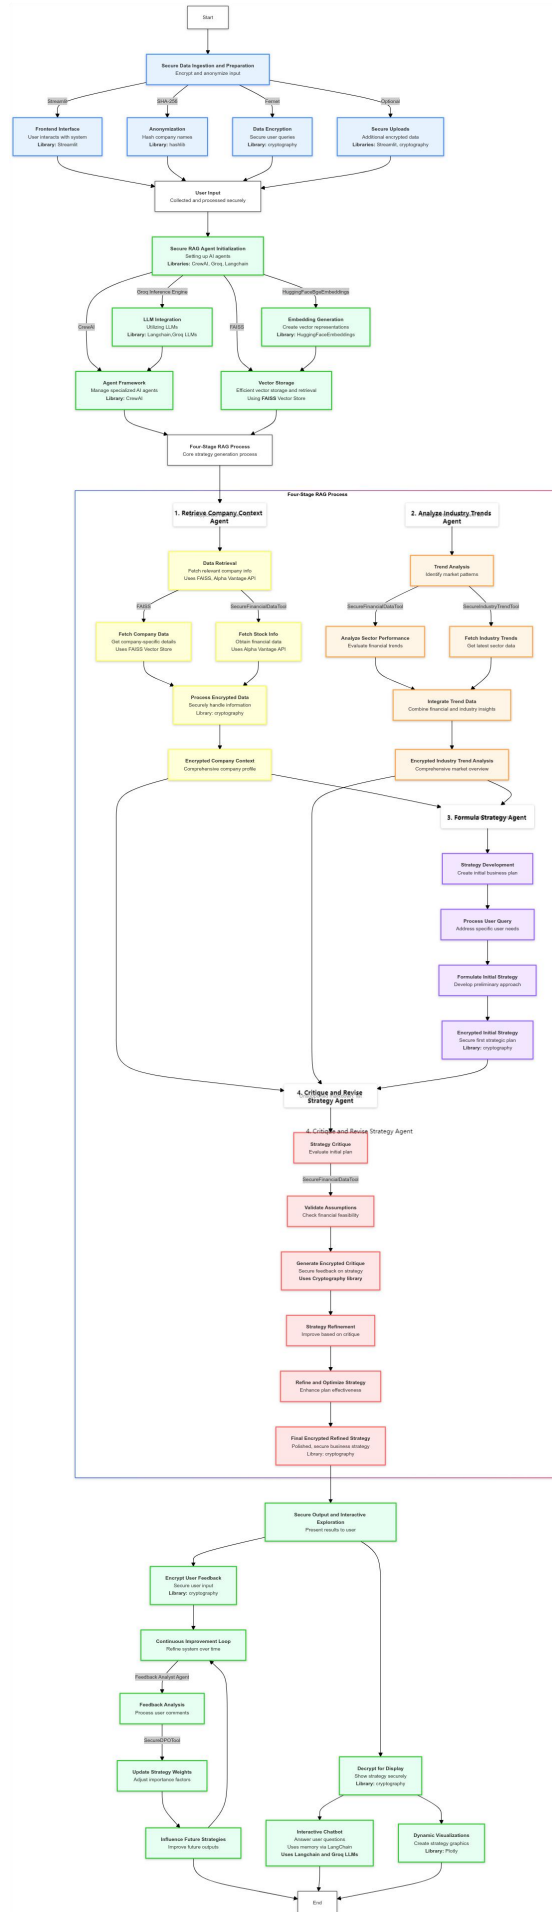 Start
Secure Data Ingestion and Preparation
Encrypt and anonymize input
Streamlit
SHA-256
Fernet
Optional
Frontend Interface
User interacts with system
Library: Streamlit
Anonymization
Hash company names
Library: hashlib
Data Encryption
Secure user queries
Library: cryptography
Secure Uploads
Additional encrypted data
Libraries: Streamlit, cryptography
User Input
Collected and processed securely
Secure RAG Agent Initialization
Setting up AI agents
Libraries: CrewAI, Groq, Langchain
Groq Inference Engine
HuggingFaceBgeEmbeddings
LLM Integration
Utilizing LLMs
Library: Langchain,Groq LLMs
Embedding Generation
Create vector representations
Library: HuggingFaceEmbeddings
CrewAI
FAISS
Agent Framework
Manage specialized AI agents
Library: CrewAI
Vector Storage
Efficient vector storage and retrieval
Using FAISS Vector Store
Four-Stage RAG Process
Core strategy generation process
Four-Stage RAG Process
1. Retrieve Company Context
Agent
2. Analyze Industry Trends
Agent
Data Retrieval
Fetch relevant company info
Uses FAISS, Alpha Vantage API
Trend Analysis
Identify market patterns
FAISS
SecureFinancialDataTool
SecureFinancialDataTool
SecureIndustryTrendTool
Fetch Company Data
Get company-specific details
Uses FAISS Vector Store
Fetch Stock Info
Obtain financial data
Uses Alpha Vantage API
Analyze Sector Performance
Evaluate financial trends
Fetch Industry Trends
Get latest sector data
Process Encrypted Data
Securely handle information
Library: cryptography
Integrate Trend Data
Combine financial and industry insights
Encrypted Company Context
Comprehensive company profile
Encrypted Industry Trend Analysis
Comprehensive market overview
3. Formula Strategy Agent
Strategy Development
Create initial business plan
Process User Query
Address specific user needs
Formulate Initial Strategy
Develop preliminary approach
Encrypted Initial Strategy
Secure first strategic plan
Library: cryptography
4. Critique and Revise
Strategy Agent
4. Critique and Revise Strategy Agent
Strategy Critique
Evaluate initial plan
SecureFinancialDataTool
Validate Assumptions
Check financial feasibility
Generate Encrypted Critique
Secure feedback on strategy
Uses Cryptography library
Strategy Refinement
Improve based on critique
Refine and Optimize Strategy
Enhance plan effectiveness
Final Encrypted Refined Strategy
Polished, secure business strategy
Library: cryptography
Secure Output and Interactive
Exploration
Present results to user
Encrypt User Feedback
Secure user input
Library: cryptography
Continuous Improvement Loop
Refine system over time
Feedback Analyst Agent
Feedback Analysis
Process user comments
SecureDPOTool
Update Strategy Weights
Adjust importance factors
Decrypt for Display
Show strategy securely
Library: cryptography
Influence Future Strategies
Improve future outputs
Interactive Chatbot
Answer user questions
Uses memory via LangChain
Uses Langchain and Groq LLMs
Dynamic Visualizations
Create strategy graphics
Library: Plotly
End